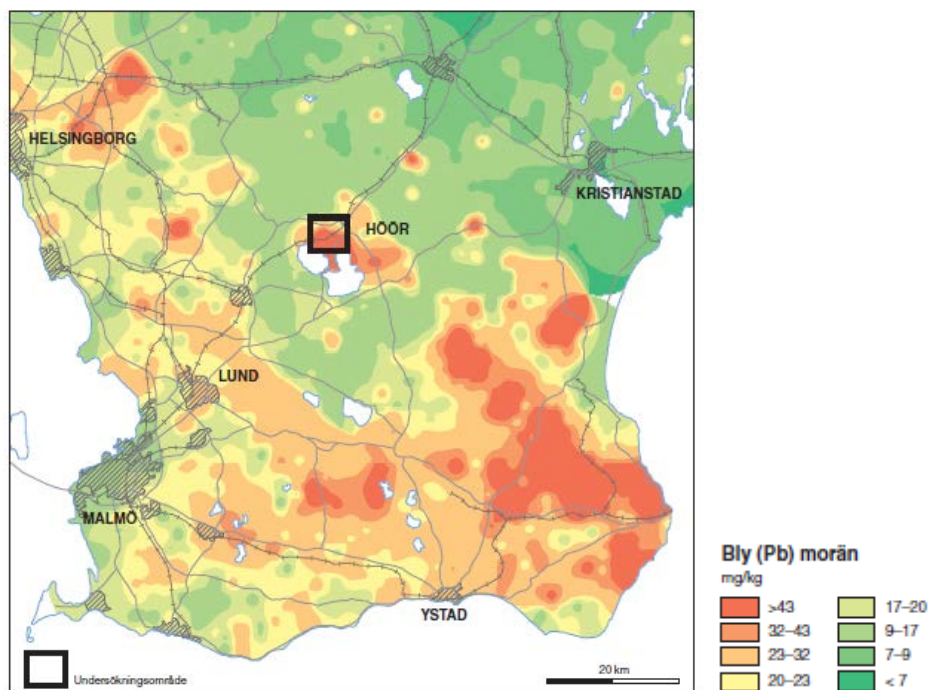 HELSINGBORG
KRISTIANSTAD
HÖÖR
LUND
MALMÖ
YSTAD
Undersökningsområde
20 km
Bly (Pb) morän
mg/kg
>43
32–43
23–32
20–23
17–20
9–17
7–9
< 7